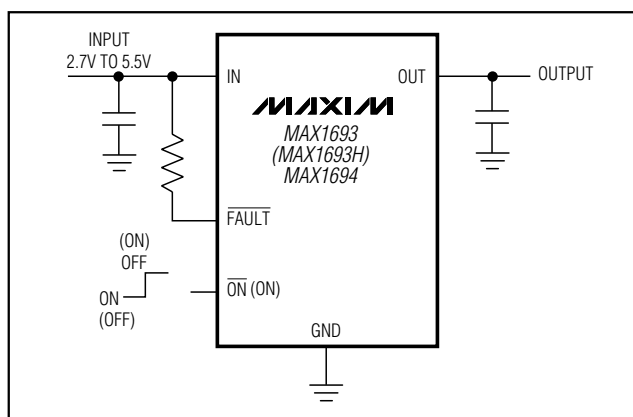 INPUT
2.7V TO 5.5V
IN
OUT
OUTPUT
MAXIM
MAX1693
(MAX1693H)
MAX1694
FAULT
(ON)
OFF
ON
(OFF)
ON (ON)
GND